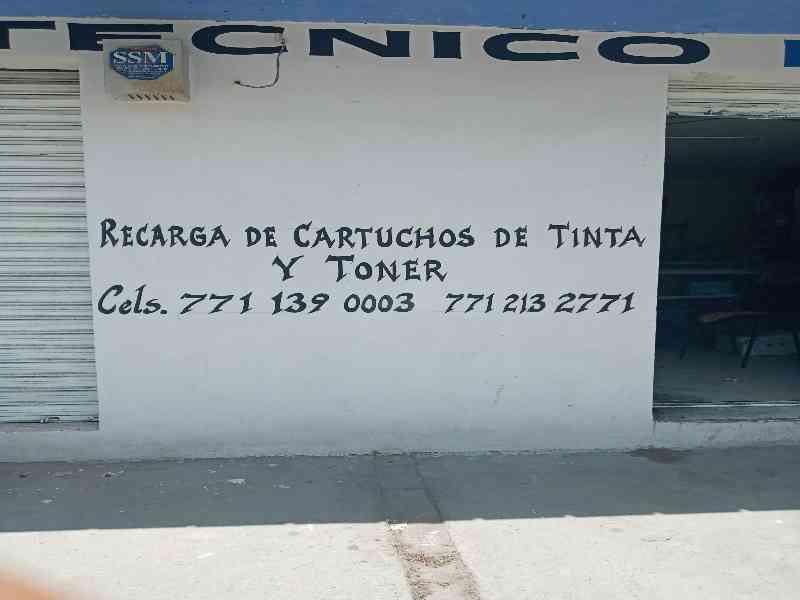 TECNICO
SSM
RECARGA DE CARTUCHOS DE TINTA
Y TONER
Cels. 771 139 0003 771 213 2771